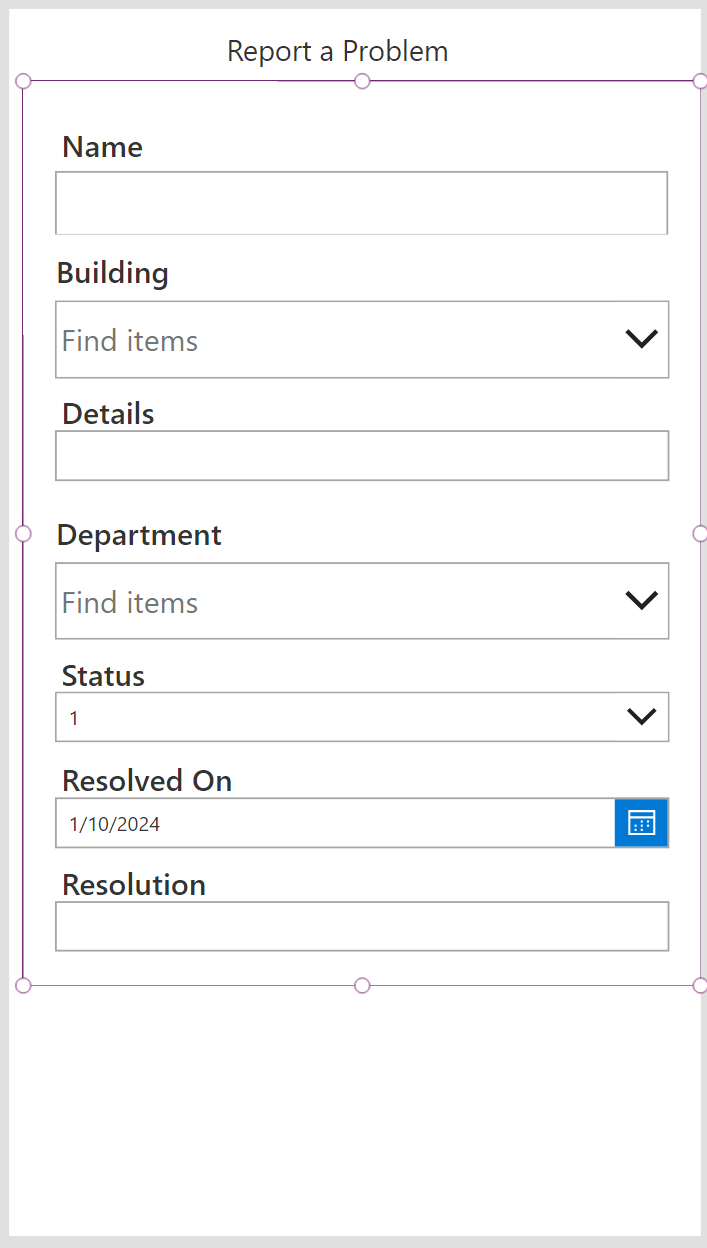 Report a Problem
Name
Building
Find items
Details
Department
Find items
Status
1
Resolved On
1/10/2024
Resolution